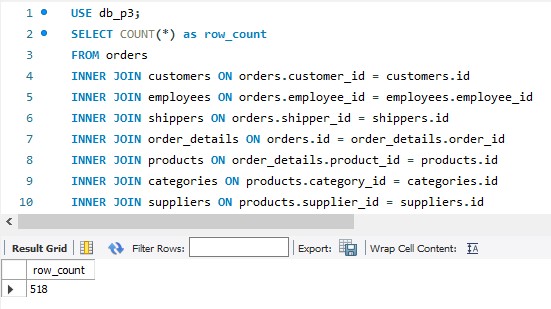 1 USE db_p3;
2 SELECT COUNT(*) as row_count
3 FROM orders
4 INNER JOIN customers ON orders.customer_id = customers.id
5 INNER JOIN employees ON orders.employee_id = employees.employee_id
6 INNER JOIN shippers ON orders.shipper_id = shippers.id
7 INNER JOIN order_details ON orders.id = order_details.order_id
8 INNER JOIN products ON order_details.product_id = products.id
9 INNER JOIN categories ON products.category_id = categories.id
10 INNER JOIN suppliers ON products.supplier_id = suppliers.id
Result Grid Filter Rows: Export: Wrap Cell Content: IA
row_count
518